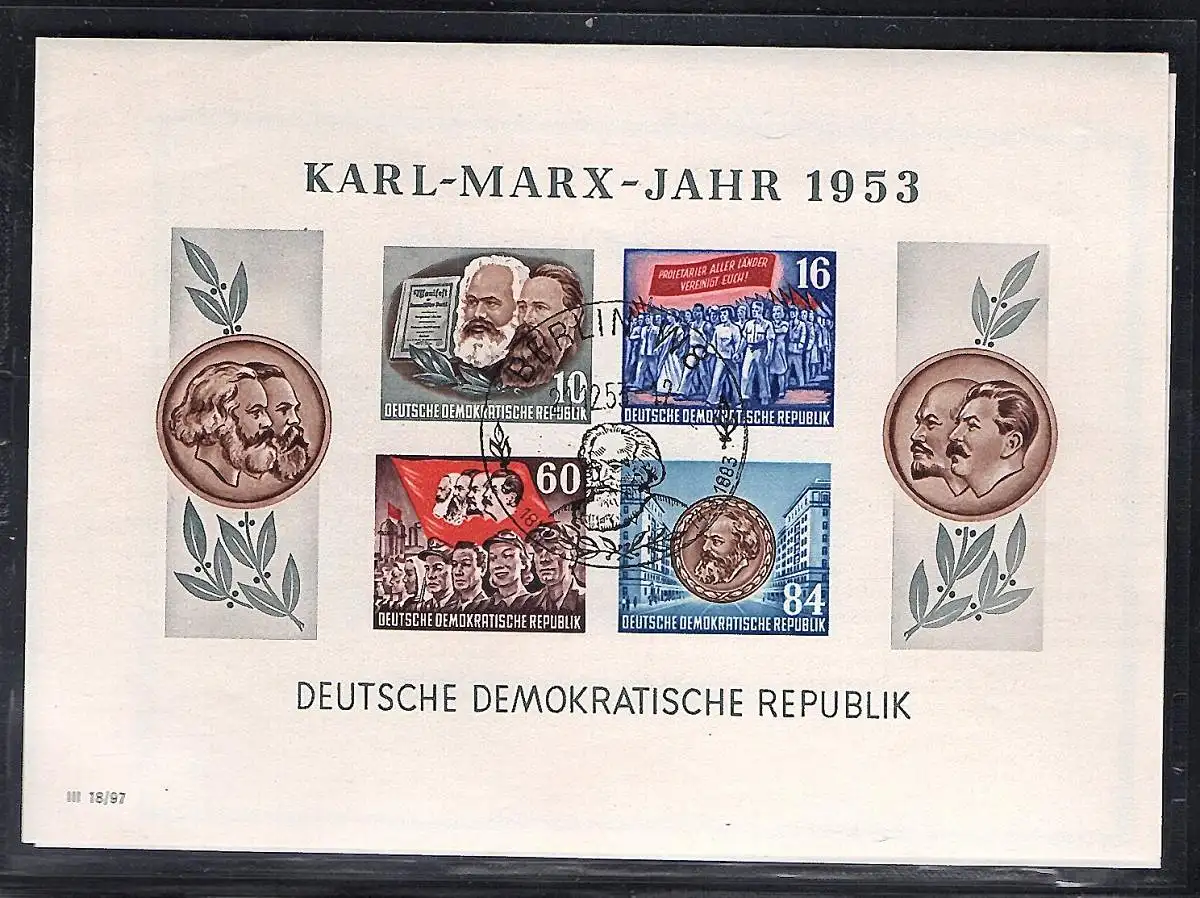 KARL-MARX-JAHR 1953
Manifest
10
DEUTSCHE DEMOKRATISCHE REPUBLIK
PROLETARIER ALLER LÄNDER
VEREINIGT EUCH!
16
DEUTSCHE DEMOKRATISCHE REPUBLIK
BERLIN W 8
60
DEUTSCHE DEMOKRATISCHE REPUBLIK
1883
84
DEUTSCHE DEMOKRATISCHE REPUBLIK
DEUTSCHE DEMOKRATISCHE REPUBLIK
III 18/97